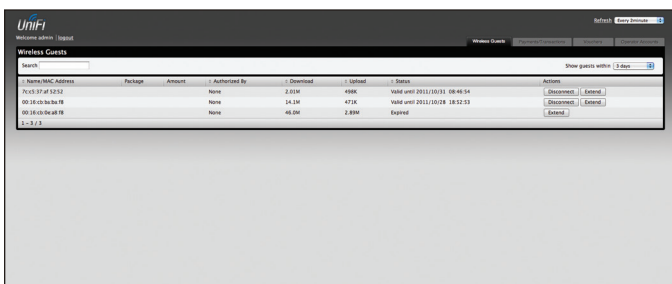 UniFi
Refresh Every 2minute
Welcome admin | logout
Wireless Guests Payments/Transactions Vouchers Operator Accounts
Wireless Guests
Search Show guests within 3 days
Name/MAC Address Package Amount Authorized By Download Upload Status Actions
7c:c5:37:af:52:52 None 2.01M 498K Valid until 2011/10/31 08:46:54 Disconnect Extend
00:16:cb:ba:ba:f8 None 14.1M 471K Valid until 2011/10/28 18:52:53 Disconnect Extend
00:16:cb:0e:a8:f8 None 46.0M 2.89M Expired Extend
1 - 3 / 3